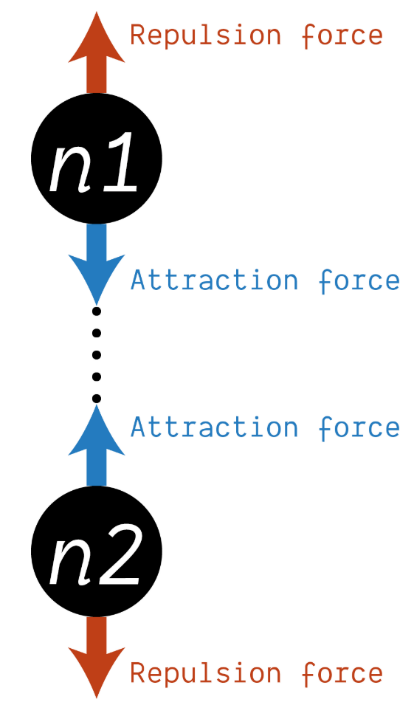 Repulsion force
n1
Attraction force
Attraction force
n2
Repulsion force